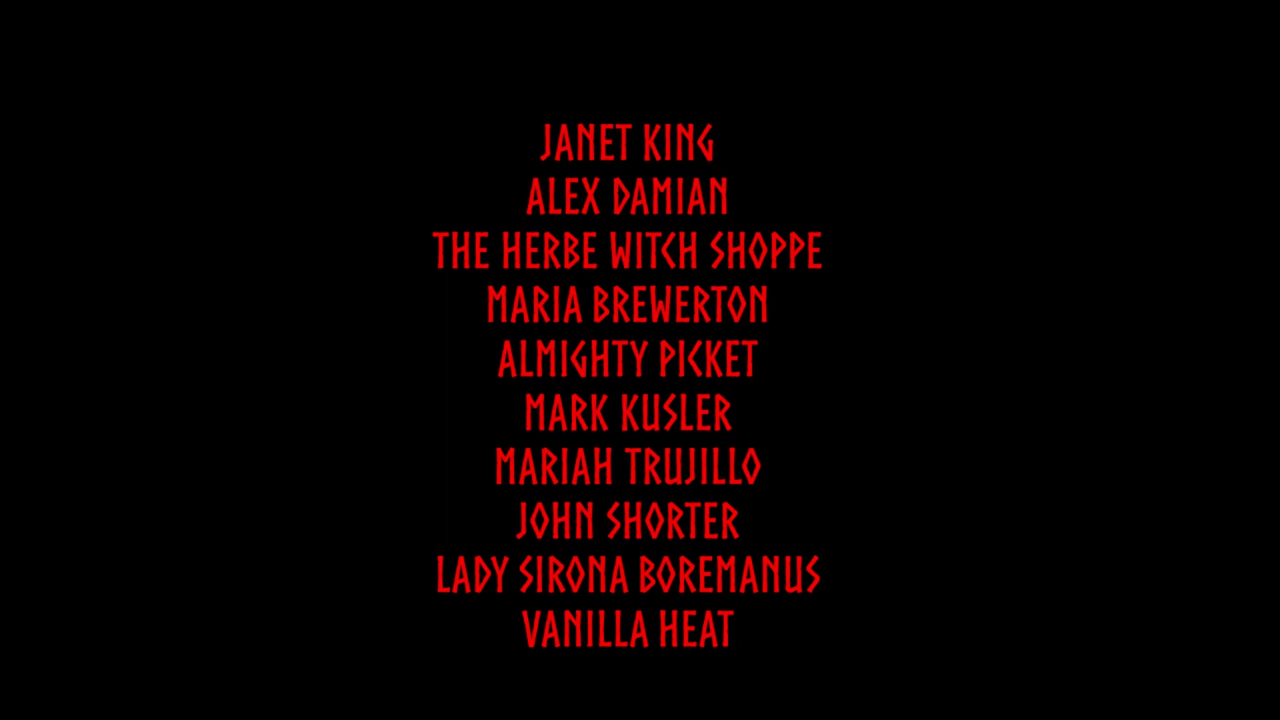 JANET KING
ALEX DAMIAN
THE HERBE WITCH SHOPPE
MARIA BREWERTON
ALMIGHTY PICKET
MARK KUSLER
MARIAH TRUJILLO
JOHN SHORTER
LADY SIRONA BOREMANUS
VANILLA HEAT